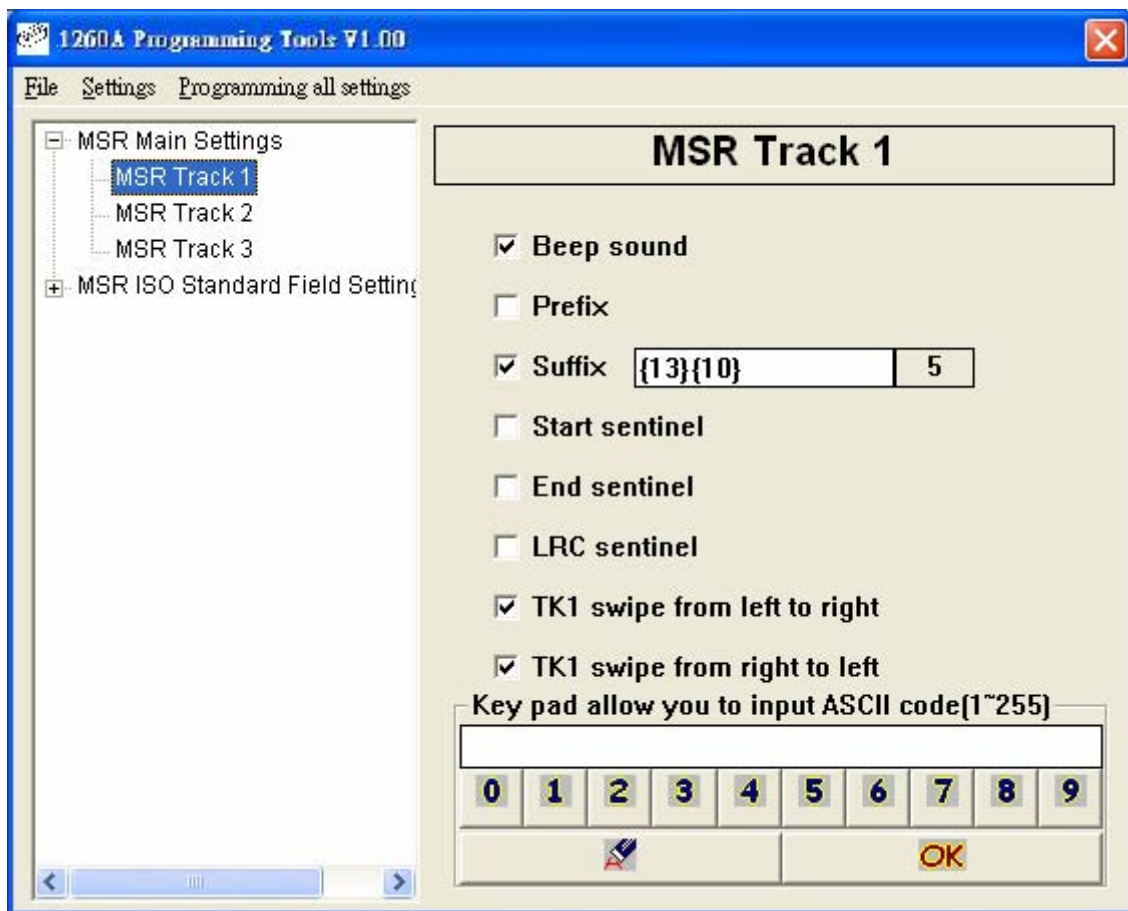 1260A Programming Tools V1.00
File Settings Programming all settings
MSR Main Settings
MSR Track 1
MSR Track 2
MSR Track 3
MSR ISO Standard Field Setting
MSR Track 1
Beep sound
Prefix
Suffix {13}{10} 5
Start sentinel
End sentinel
LRC sentinel
TK1 swipe from left to right
TK1 swipe from right to left
Key pad allow you to input ASCII code(1~255)
0 1 2 3 4 5 6 7 8 9
OK